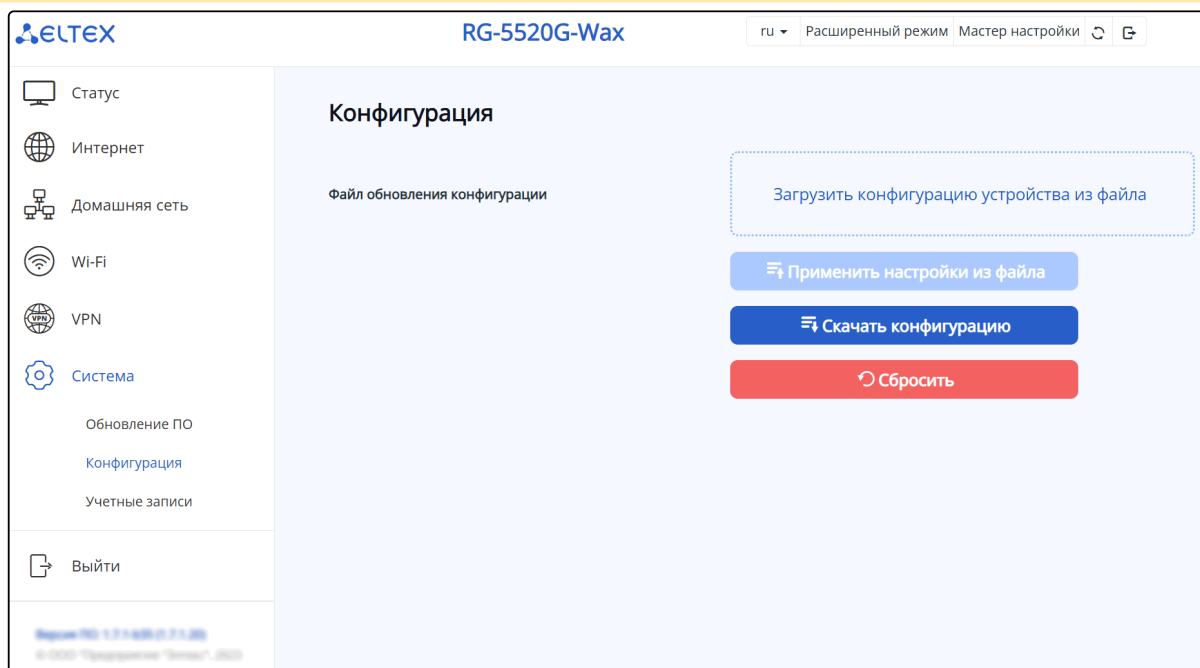 ELTEX
RG-5520G-Wax
ru
Расширенный режим
Мастер настройки
Статус
Интернет
Домашняя сеть
Wi-Fi
VPN
VPN
Система
Обновление ПО
Конфигурация
Учетные записи
Выйти
Конфигурация
Файл обновления конфигурации
Загрузить конфигурацию устройства из файла
Применить настройки из файла
Скачать конфигурацию
Сбросить